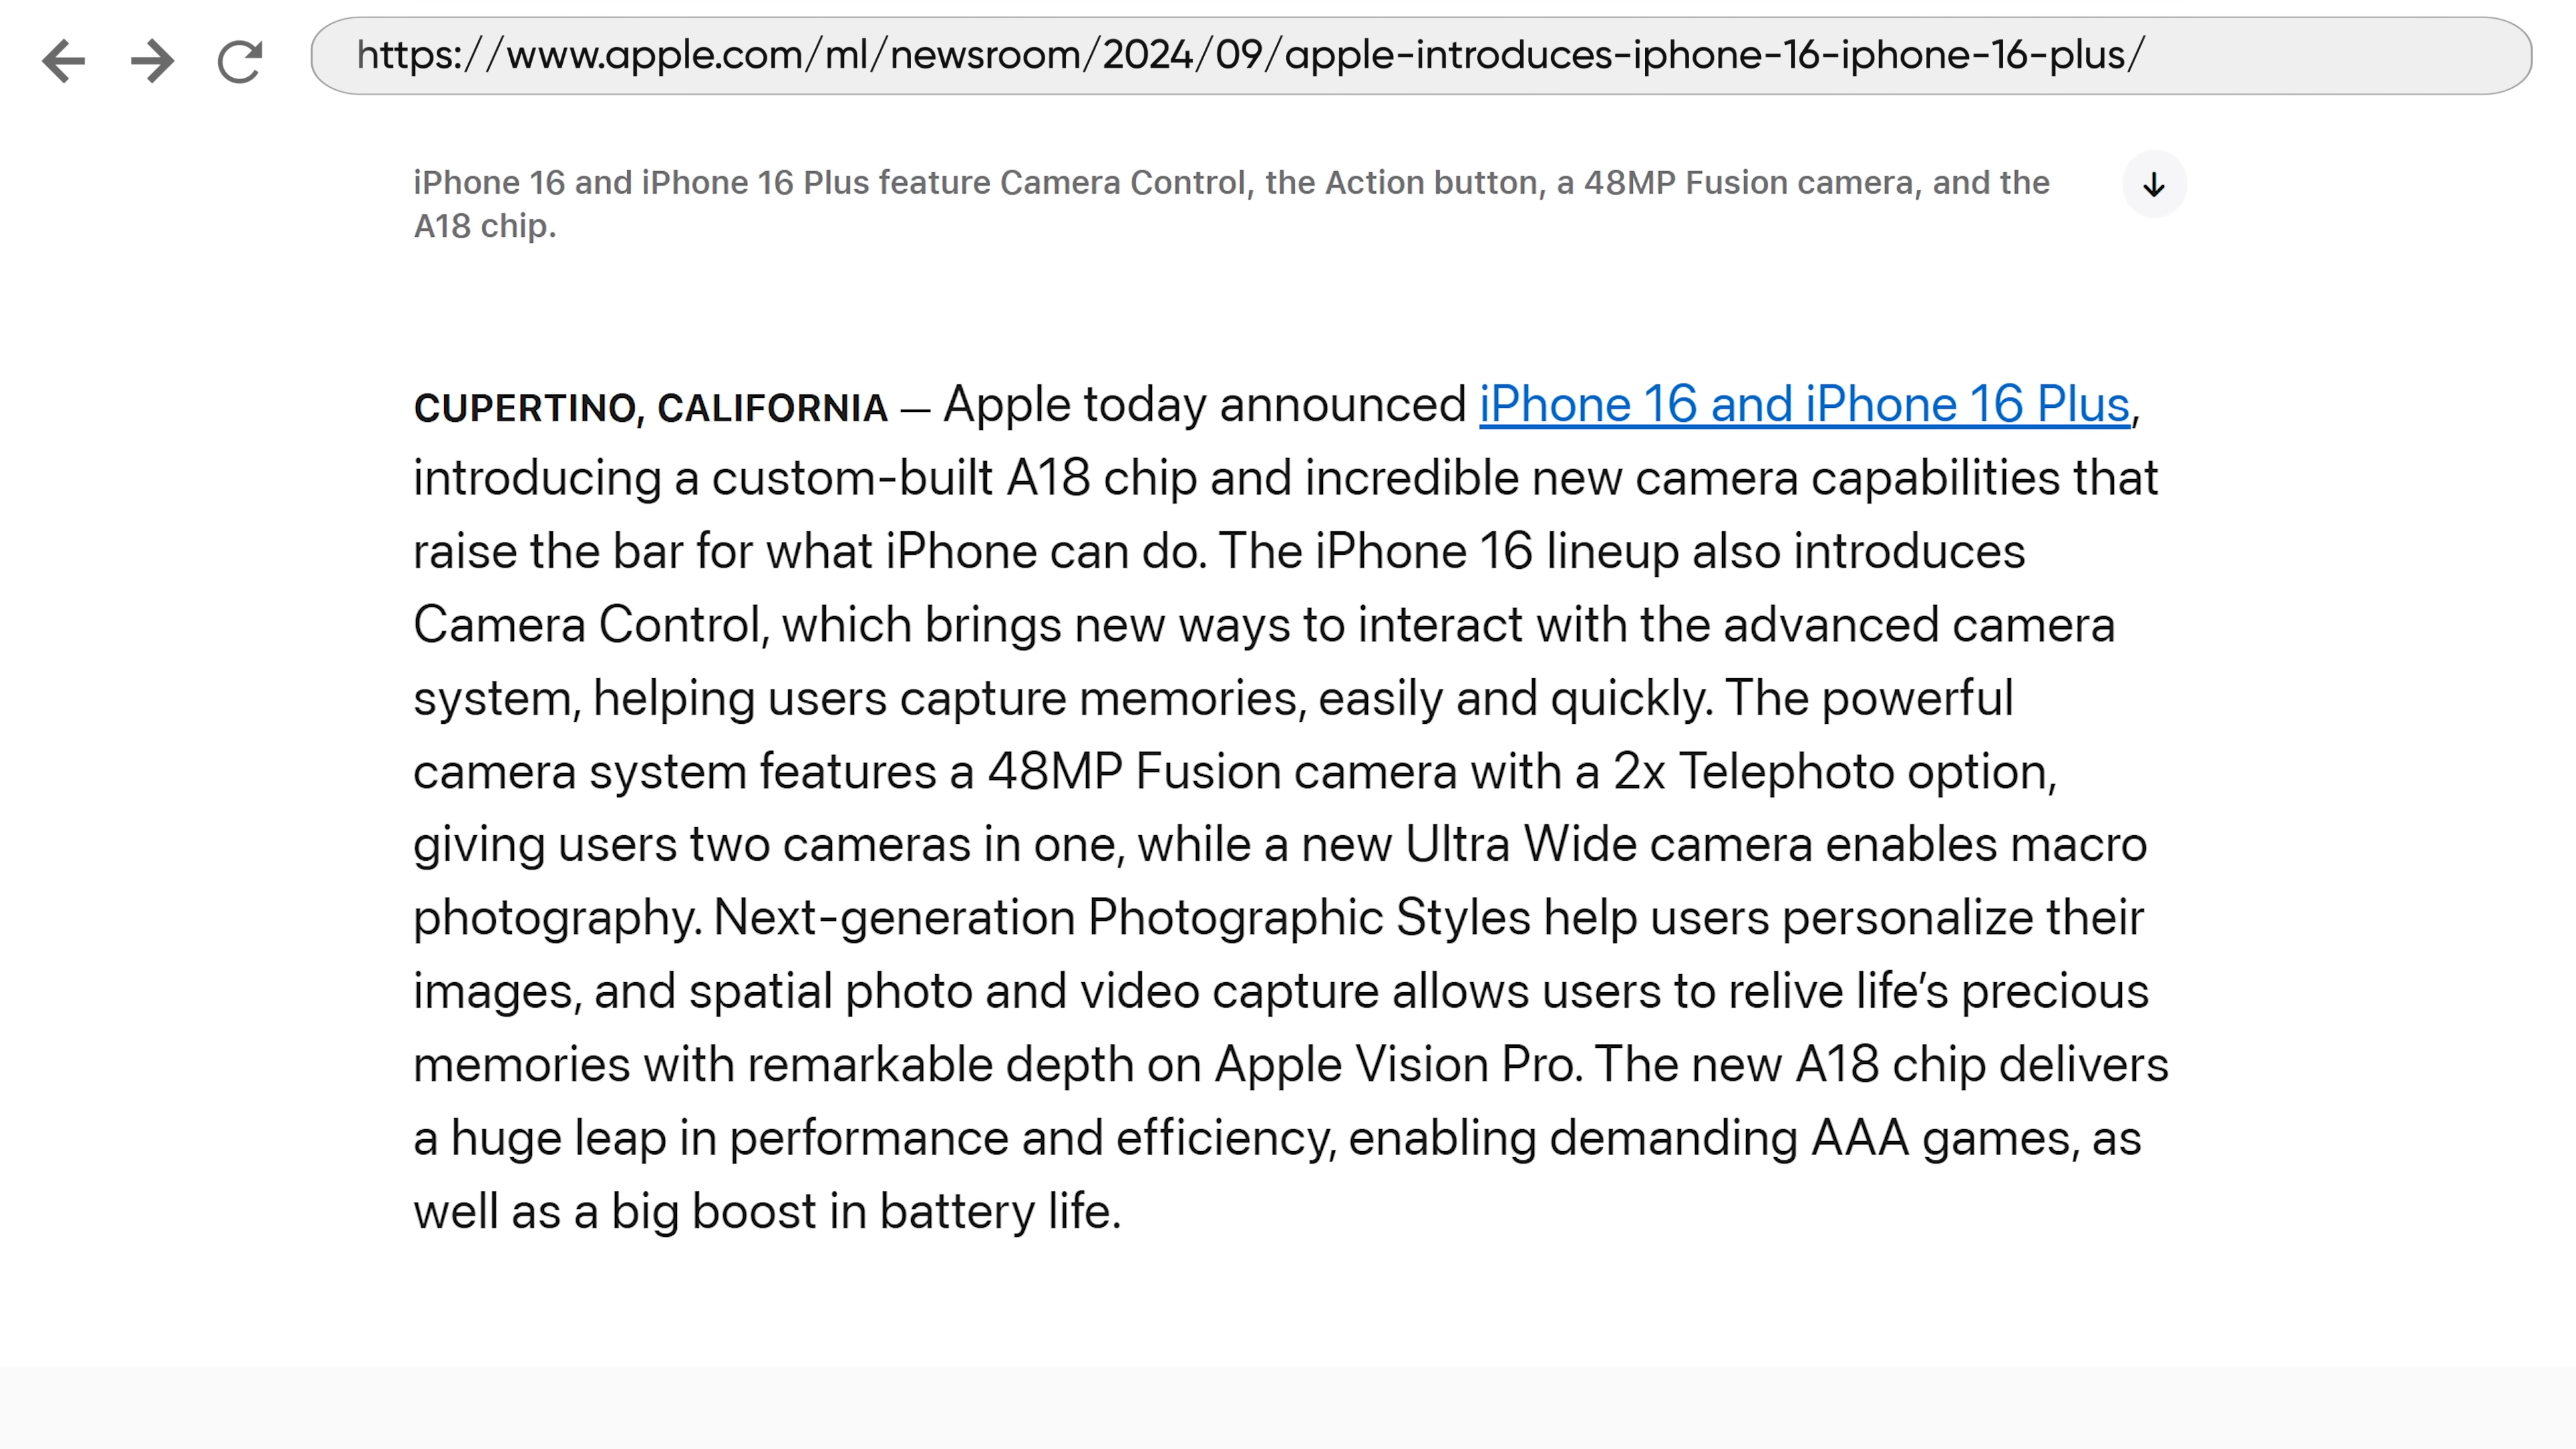 https://www.apple.com/ml/newsroom/2024/09/apple-introduces-iphone-16-iphone-16-plus/
iPhone 16 and iPhone 16 Plus feature Camera Control, the Action button, a 48MP Fusion camera, and the
A18 chip.
CUPERTINO, CALIFORNIA — Apple today announced iPhone 16 and iPhone 16 Plus,
introducing a custom-built A18 chip and incredible new camera capabilities that
raise the bar for what iPhone can do. The iPhone 16 lineup also introduces
Camera Control, which brings new ways to interact with the advanced camera
system, helping users capture memories, easily and quickly. The powerful
camera system features a 48MP Fusion camera with a 2x Telephoto option,
giving users two cameras in one, while a new Ultra Wide camera enables macro
photography. Next-generation Photographic Styles help users personalize their
images, and spatial photo and video capture allows users to relive life’s precious
memories with remarkable depth on Apple Vision Pro. The new A18 chip delivers
a huge leap in performance and efficiency, enabling demanding AAA games, as
well as a big boost in battery life.